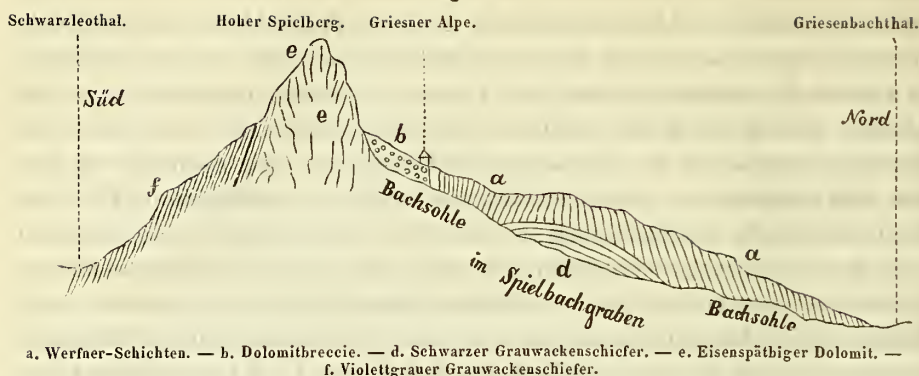 Schwarzleothal. Hoher Spielberg. Griesner Alpe. Griesenbachthal.
e
Süd
e
Nord
b
f
a
Bachsohle
a
im Spielbachgraben
d
Bachsohle
a. Werfner-Schichten. — b. Dolomitbreccie. — d. Schwarzer Grauwackenschiefer. — e. Eisenspäthiger Dolomit. —
f. Violettgrauer Grauwackenschiefer.